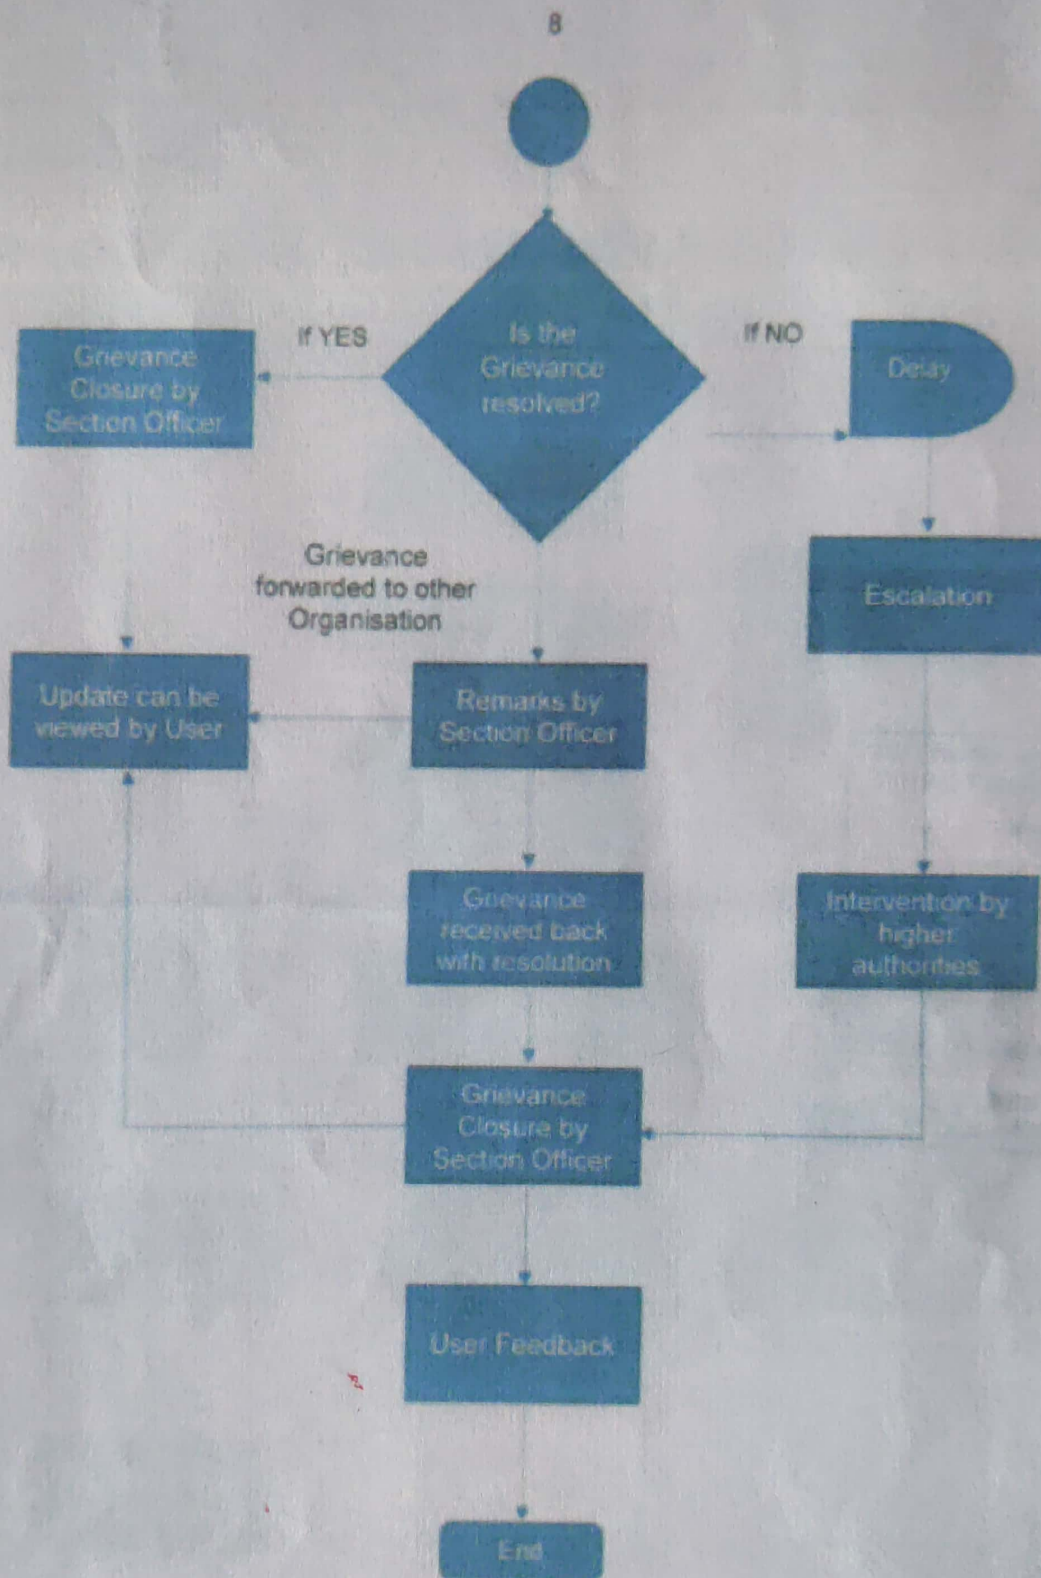 8
Is the
Grievance
resolved?
If YES
If NO
Grievance
Closure by
Section Officer
Delay
Grievance
forwarded to other
Organisation
Escalation
Update can be
viewed by User
Remarks by
Section Officer
Grievance
received back
with resolution
Intervention by
higher
authorities
Grievance
Closure by
Section Officer
User Feedback
End